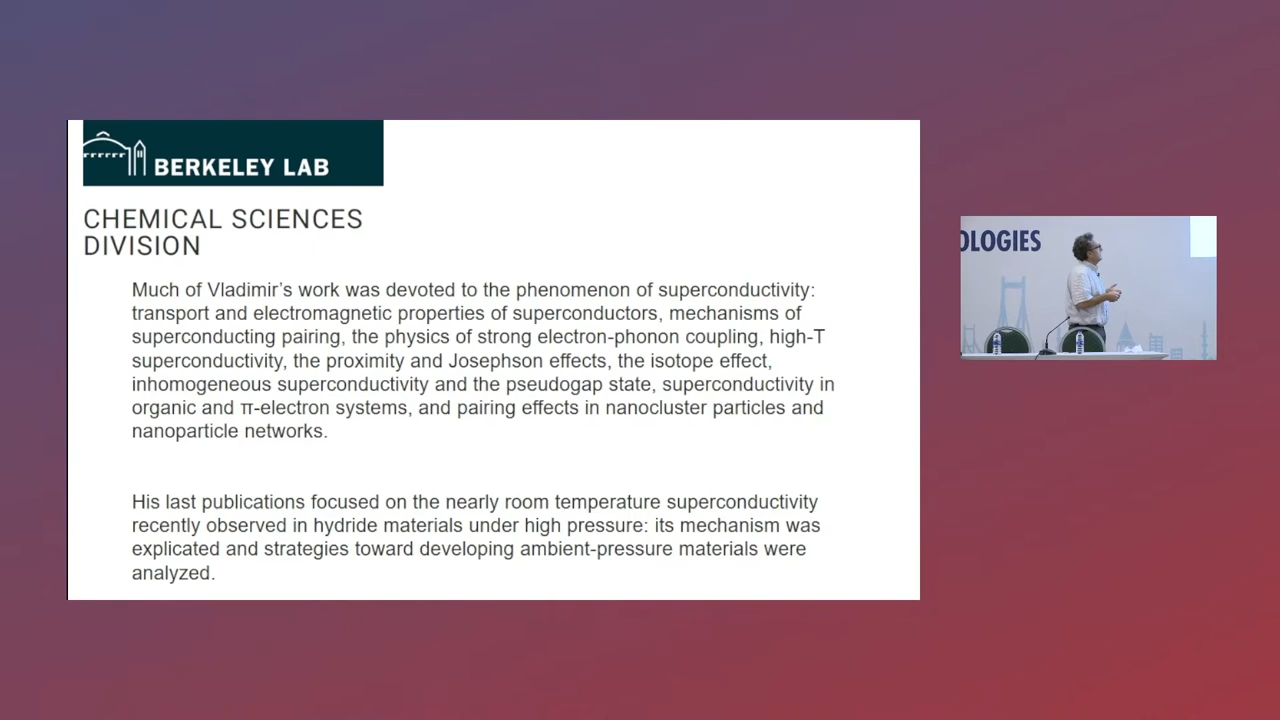 BERKELEY LAB
CHEMICAL SCIENCES
DIVISION
Much of Vladimir's work was devoted to the phenomenon of superconductivity:
transport and electromagnetic properties of superconductors, mechanisms of
superconducting pairing, the physics of strong electron-phonon coupling, high-T
superconductivity, the proximity and Josephson effects, the isotope effect,
inhomogeneous superconductivity and the pseudogap state, superconductivity in
organic and π-electron systems, and pairing effects in nanocluster particles and
nanoparticle networks.
His last publications focused on the nearly room temperature superconductivity
recently observed in hydride materials under high pressure: its mechanism was
explicated and strategies toward developing ambient-pressure materials were
analyzed.
OLOGIES